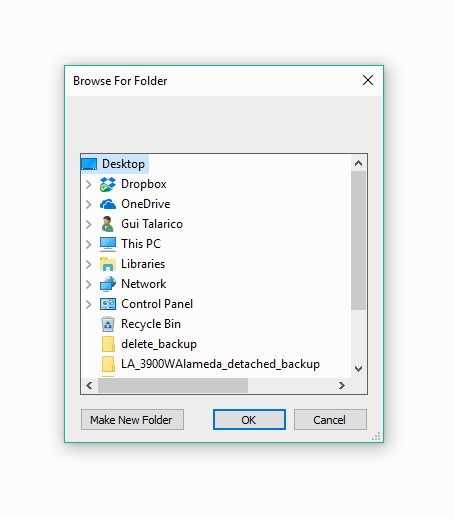 Browse For Folder
Desktop
Dropbox
OneDrive
Gui Talarico
This PC
Libraries
Network
Control Panel
Recycle Bin
delete_backup
LA_3900WAlameda_detached_backup
Make New Folder OK Cancel